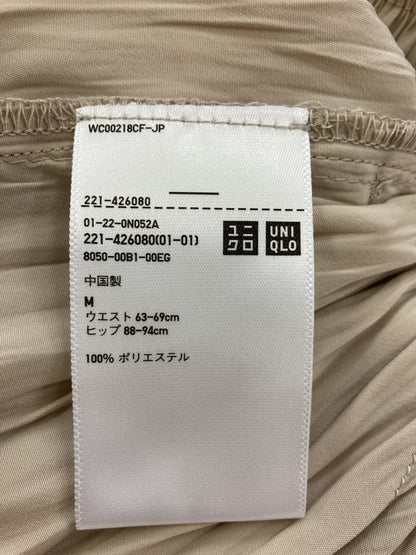 WC00218CF-JP
221-426080
01-22-0N052A
221-426080(01-01)
8050-00B1-00EG
ユニ
クロ
UNI
QLO
中国製
M
ウエスト 63-69cm
ヒップ 88-94cm
100% ポリエステル